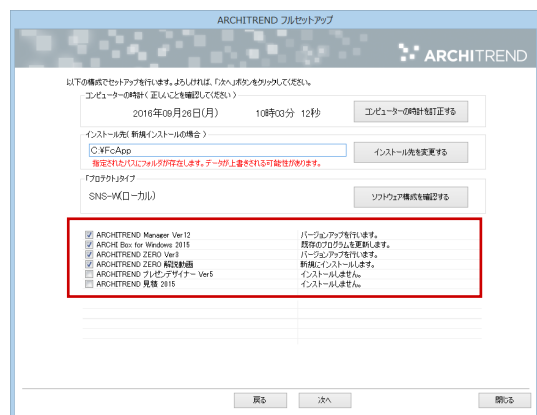 ARCHITREND フルセットアップ
ARCHITREND
以下の構成でセットアップを行います。よろしければ、「次へ」ボタンをクリックしてください。
コンピューターの時計( 正しいことを確認してください )
2016年09月26日(月) 10時03分 12秒
コンピューターの時計を訂正する
インストール先( 新規インストールの場合 )
C:¥FcApp
インストール先を変更する
指定されたパスにフォルダが存在します。データが上書きされる可能性があります。
「プロテクト」タイプ
SNS-W(ローカル)
ソフトウェア構成を確認する
ARCHITREND Manager Ver12 バージョンアップを行います。
ARCHI Box for Windows 2015 既存のプログラムを更新します。
ARCHITREND ZERO Ver3 バージョンアップを行います。
ARCHITREND ZERO 解説動画 新規にインストールします。
ARCHITREND プレゼンデザイナー Ver5 インストールしません。
ARCHITREND 見積 2015 インストールしません。
戻る 次へ 閉じる